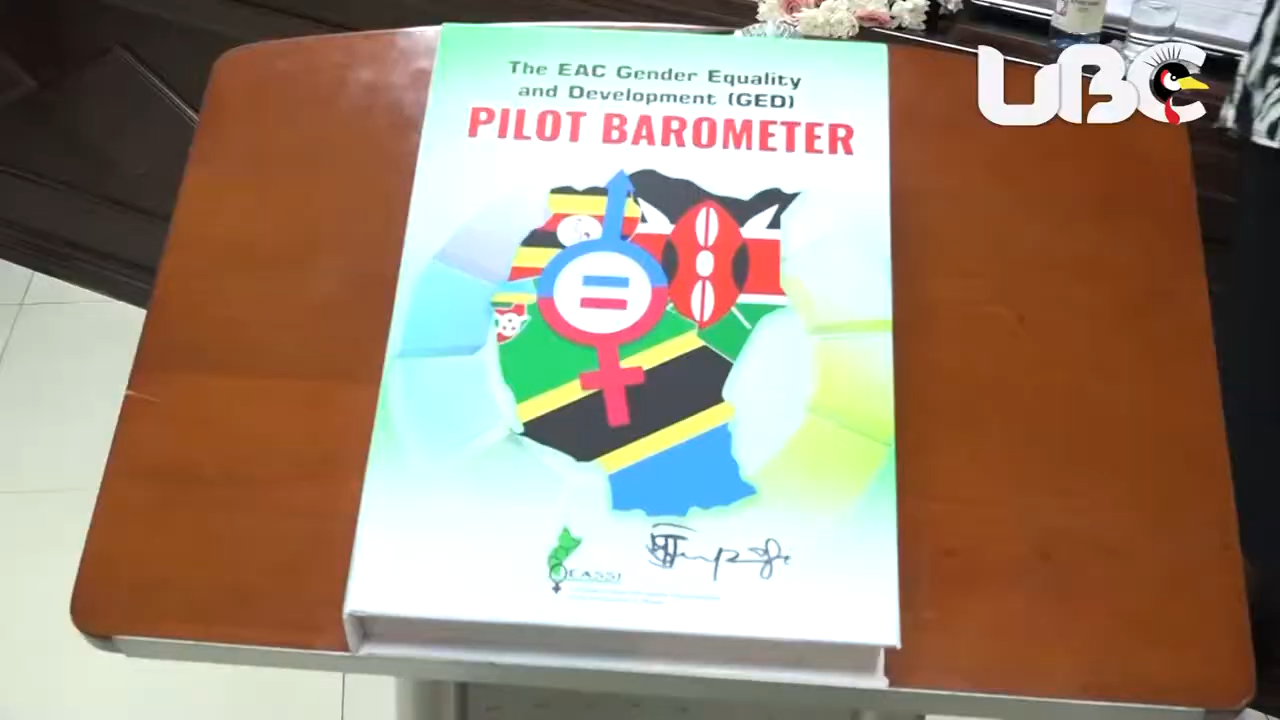 The EAC Gender Equality
and Development (GED)
PILOT BAROMETER
UBC
EASSI